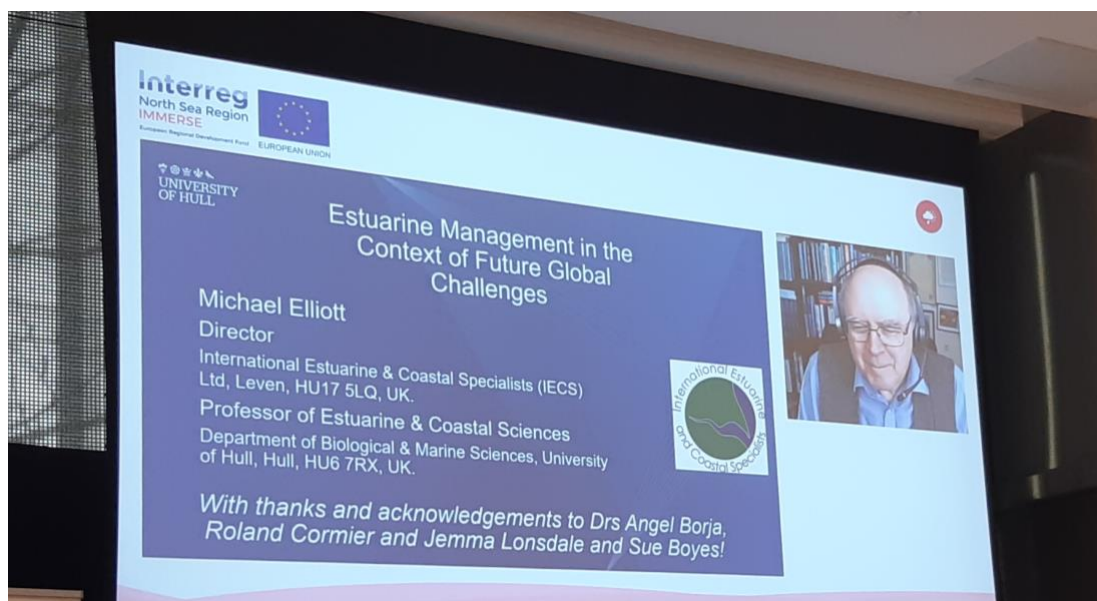 Interreg
North Sea Region
IMMERSE
European Regional Development Fund
EUROPEAN UNION
UNIVERSITY
OF HULL
Estuarine Management in the
Context of Future Global
Challenges
Michael Elliott
Director
International Estuarine & Coastal Specialists (IECS)
Ltd, Leven, HU17 5LQ, UK.
Professor of Estuarine & Coastal Sciences
Department of Biological & Marine Sciences, University
of Hull, Hull, HU6 7RX, UK.
International Estuarine
and Coastal Specialists
With thanks and acknowledgements to Drs Angel Borja,
Roland Cormier and Jemma Lonsdale and Sue Boyes!